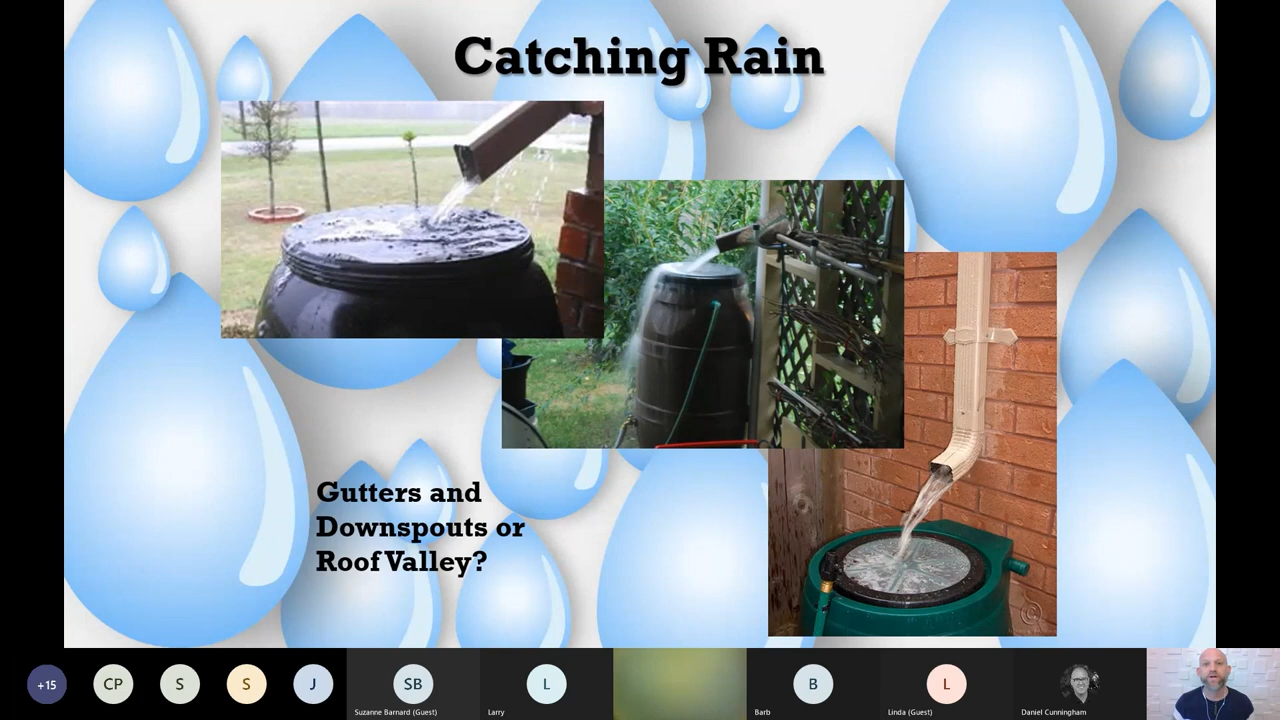 Catching Rain
Gutters and
Downspouts or
Roof Valley?
+15
CP
S
S
J
SB
L
B
L
Suzanne Barnard (Guest)
Larry
Barb
Linda (Guest)
Daniel Cunningham